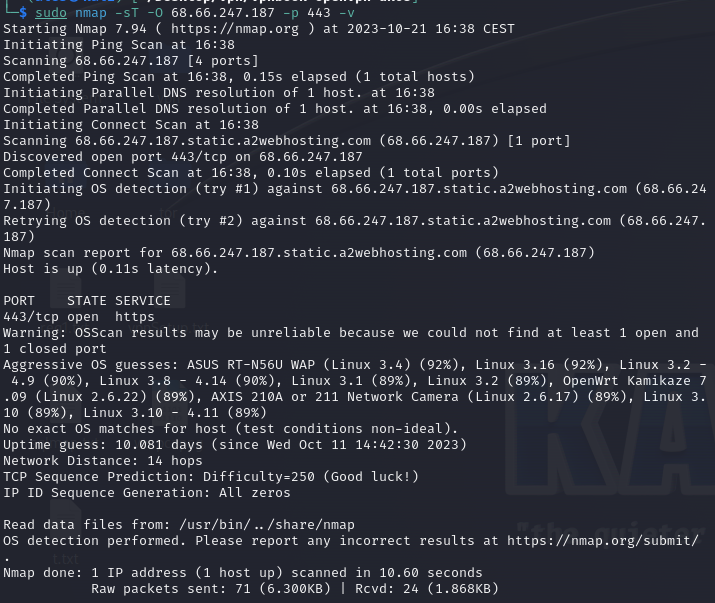 └─$ sudo nmap -sT -O 68.66.247.187 -p 443 -v
Starting Nmap 7.94 ( https://nmap.org ) at 2023-10-21 16:38 CEST
Initiating Ping Scan at 16:38
Scanning 68.66.247.187 [4 ports]
Completed Ping Scan at 16:38, 0.15s elapsed (1 total hosts)
Initiating Parallel DNS resolution of 1 host. at 16:38
Completed Parallel DNS resolution of 1 host. at 16:38, 0.00s elapsed
Initiating Connect Scan at 16:38
Scanning 68.66.247.187.static.a2webhosting.com (68.66.247.187) [1 port]
Discovered open port 443/tcp on 68.66.247.187
Completed Connect Scan at 16:38, 0.10s elapsed (1 total ports)
Initiating OS detection (try #1) against 68.66.247.187.static.a2webhosting.com (68.66.24
7.187)
Retrying OS detection (try #2) against 68.66.247.187.static.a2webhosting.com (68.66.247.
187)
Nmap scan report for 68.66.247.187.static.a2webhosting.com (68.66.247.187)
Host is up (0.11s latency).

PORT    STATE SERVICE
443/tcp open  https
Warning: OSScan results may be unreliable because we could not find at least 1 open and
1 closed port
Aggressive OS guesses: ASUS RT-N56U WAP (Linux 3.4) (92%), Linux 3.16 (92%), Linux 3.2 -
 4.9 (90%), Linux 3.8 - 4.14 (90%), Linux 3.1 (89%), Linux 3.2 (89%), OpenWrt Kamikaze 7
.09 (Linux 2.6.22) (89%), AXIS 210A or 211 Network Camera (Linux 2.6.17) (89%), Linux 3.
10 (89%), Linux 3.10 - 4.11 (89%)
No exact OS matches for host (test conditions non-ideal).
Uptime guess: 10.081 days (since Wed Oct 11 14:42:30 2023)
Network Distance: 14 hops
TCP Sequence Prediction: Difficulty=250 (Good luck!)
IP ID Sequence Generation: All zeros

Read data files from: /usr/bin/../share/nmap
OS detection performed. Please report any incorrect results at https://nmap.org/submit/
.
Nmap done: 1 IP address (1 host up) scanned in 10.60 seconds
           Raw packets sent: 71 (6.300KB) | Rcvd: 24 (1.868KB)
KA
"the quieter